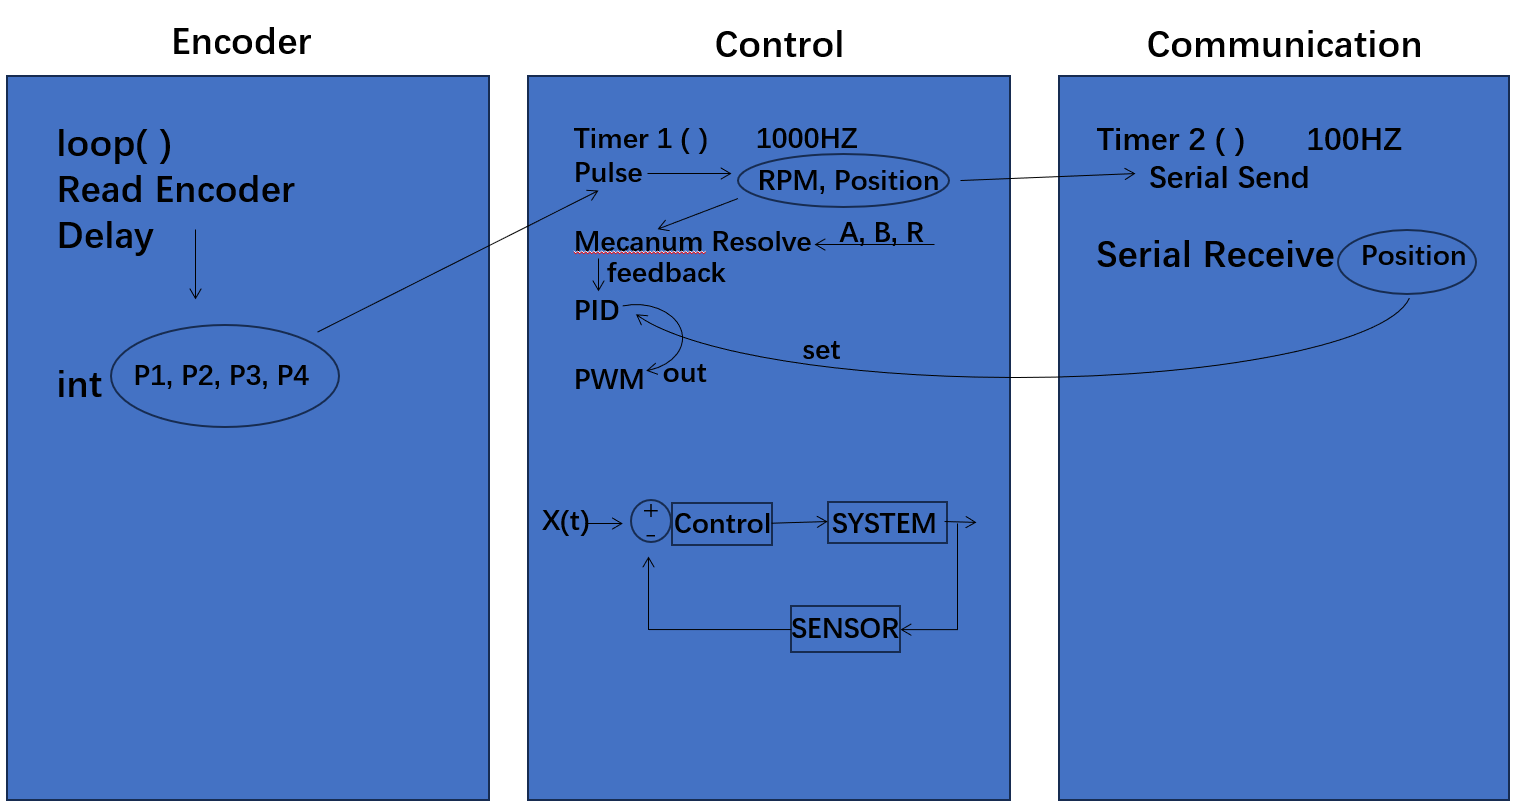 Encoder
loop( )
Read Encoder
Delay
int P1, P2, P3, P4
Control
Timer 1 ( ) 1000HZ
Pulse RPM, Position
Mecanum Resolve A, B, R
feedback
PID
set
PWM out
X(t) + - Control SYSTEM
SENSOR
Communication
Timer 2 ( ) 100HZ
Serial Send
Serial Receive Position